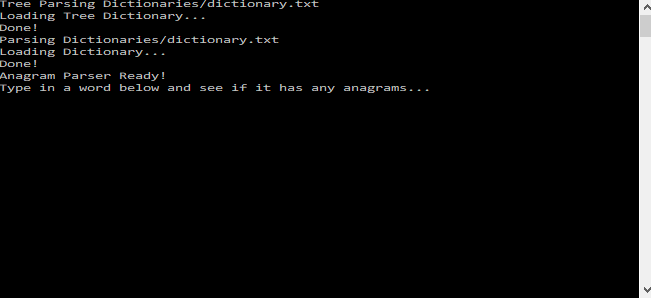 Tree Parsing Dictionaries/dictionary.txt
Loading Tree Dictionary...
Done!
Parsing Dictionaries/dictionary.txt
Loading Dictionary...
Done!
Anagram Parser Ready!
Type in a word below and see if it has any anagrams...